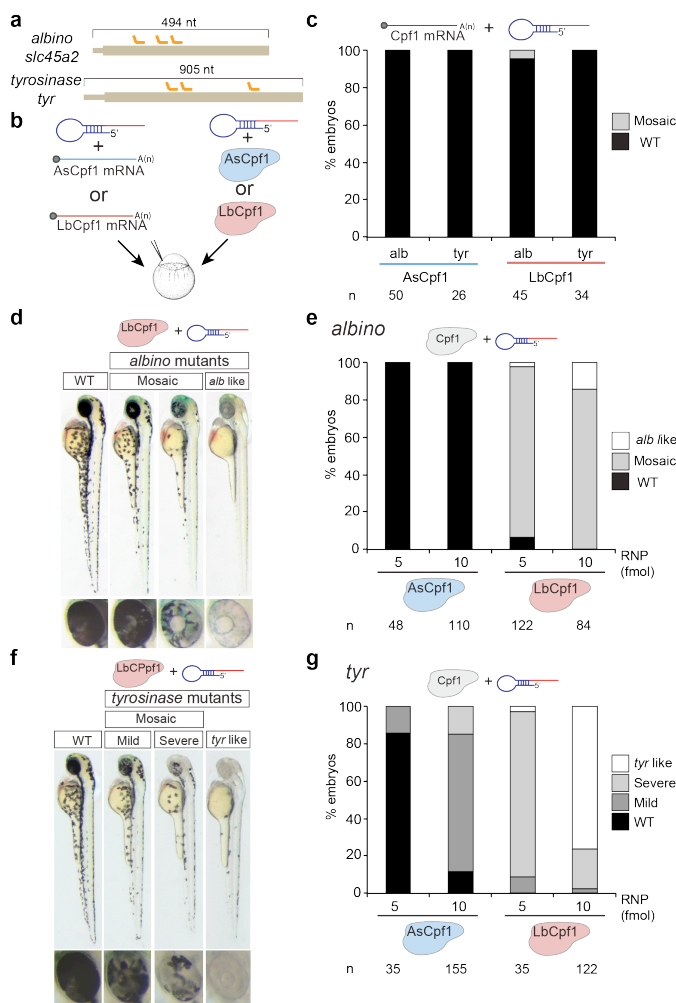 a
494 nt
albino
slc45a2
905 nt
tyrosinase
tyr
b
5'
5'
+
+
A(n)
AsCpf1 mRNA
AsCpf1
or
or
A(n)
LbCpf1 mRNA
LbCpf1
c
A(n)
Cpf1 mRNA
+
% embryos
100
80
60
40
20
0
Mosaic
WT
alb
tyr
alb
tyr
AsCpf1
LbCpf1
n
50
26
45
34
d
LbCpf1
+
5'
albino mutants
WT
Mosaic
alb like
e
albino
Cpf1
+
5'
% embryos
100
80
60
40
20
0
alb like
Mosaic
WT
5
10
5
10
RNP
(fmol)
AsCpf1
LbCpf1
n
48
110
122
84
f
LbCPpf1
+
5'
tyrosinase mutants
Mosaic
WT
Mild
Severe
tyr like
g
tyr
Cpf1
+
5'
% embryos
100
80
60
40
20
0
tyr like
Severe
Mild
WT
5
10
5
10
RNP
(fmol)
AsCpf1
LbCpf1
n
35
155
35
122